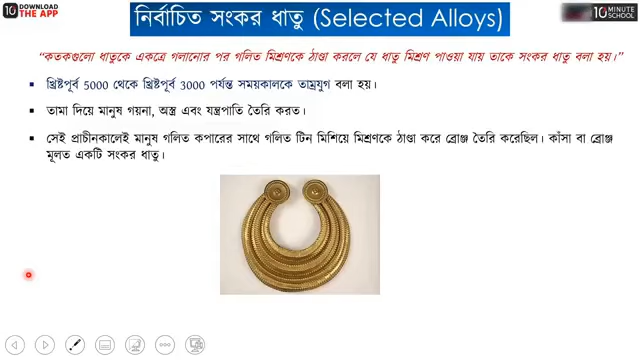 10 DOWNLOAD
THE APP
নির্বাচিত সংকর ধাতু (Selected Alloys)
10 MINUTE
SCHOOL
“কতকগুলো ধাতুকে একত্রে গলানোর পর গলিত মিশ্রণকে ঠাণ্ডা করলে যে ধাতু মিশ্রণ পাওয়া যায় তাকে সংকর ধাতু বলা হয়।”
খ্রিষ্টপূর্ব 5000 থেকে খ্রিষ্টপূর্ব 3000 পর্যন্ত সময়কালকে তাম্রযুগ বলা হয়।
তামা দিয়ে মানুষ গয়না, অস্ত্র এবং যন্ত্রপাতি তৈরি করত।
সেই প্রাচীনকালেই মানুষ গলিত কপারের সাথে গলিত টিন মিশিয়ে মিশ্রণকে ঠাণ্ডা করে ব্রোঞ্জ তৈরি করেছিল। কাঁসা বা ব্রোঞ্জ
মূলত একটি সংকর ধাতু।